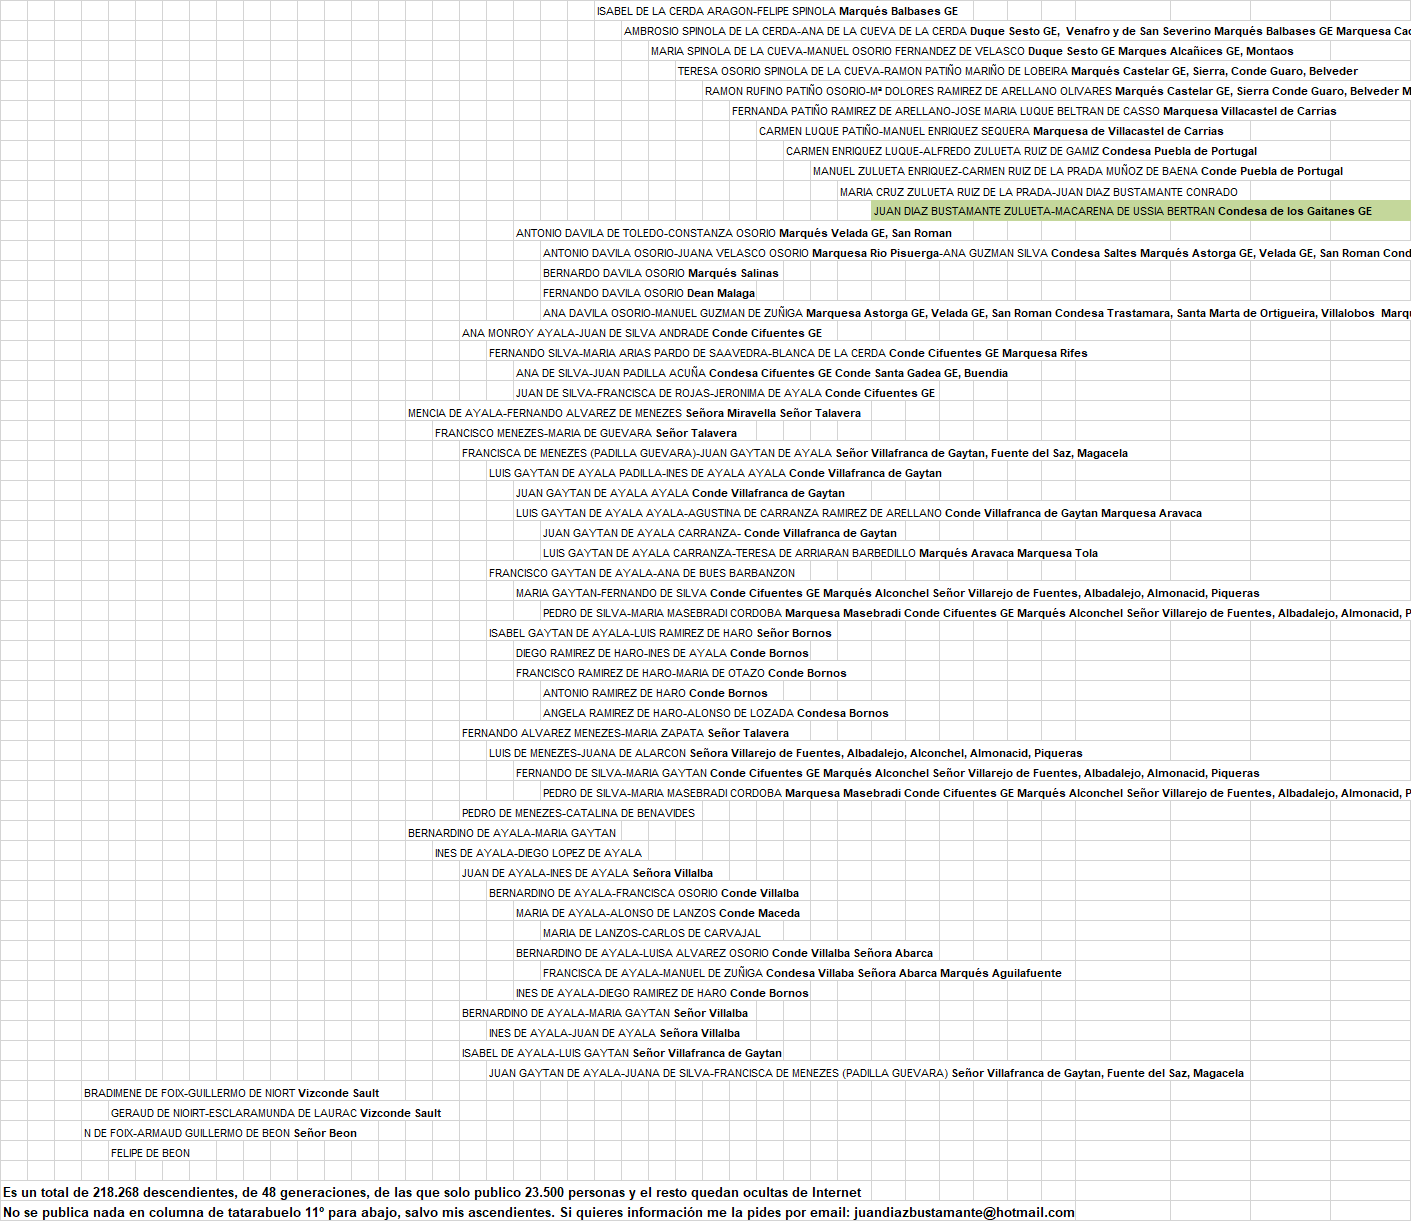 ISABEL DE LA CERDA ARAGON-FELIPE SPINOLA Marqués Balbases GE
AMBROSIO SPINOLA DE LA CERDA-ANA DE LA CUEVA DE LA CERDA Duque Sesto GE, Venafro y de San Severino Marqués Balbases GE Marquesa
MARIA SPINOLA DE LA CUEVA-MANUEL OSORIO FERNANDEZ DE VELASCO Duque Sesto GE Marques Alcañices GE, Montaos
TERESA OSORIO SPINOLA DE LA CUEVA-RAMON PATIÑO MARIÑO DE LOBEIRA Marqués Castelar GE, Sierra, Conde Guaro, Belveder
RAMON RUFINO PATIÑO OSORIO-Mª DOLORES RAMIREZ DE ARELLANO OLIVARES Marqués Castelar GE, Sierra Conde Guaro, Belveder M
FERNANDA PATIÑO RAMIREZ DE ARELLANO-JOSE MARIA LUQUE BELTRAN DE CASSO Marquesa Villacastel de Carrias
CARMEN LUQUE PATIÑO-MANUEL ENRIQUEZ SEQUERA Marquesa de Villacastel de Carrias
CARMEN ENRIQUEZ LUQUE-ALFREDO ZULUETA RUIZ DE GAMIZ Condesa Puebla de Portugal
MANUEL ZULUETA ENRIQUEZ-CARMEN RUIZ DE LA PRADA MUÑOZ DE BAENA Conde Puebla de Portugal
MARIA CRUZ ZULUETA RUIZ DE LA PRADA-JUAN DIAZ BUSTAMANTE CONRADO
JUAN DIAZ BUSTAMANTE ZULUETA-MACARENA DE USSIA BERTRAN Condesa de los Gaitanes GE
ANTONIO DAVILA DE TOLEDO-CONSTANZA OSORIO Marqués Velada GE, San Roman
ANTONIO DAVILA OSORIO-JUANA VELASCO OSORIO Marquesa Rio Pisuerga-ANA GUZMAN SILVA Condesa Saltes Marqués Astorga GE, Velada GE, San Roman Cond
BERNARDO DAVILA OSORIO Marqués Salinas
FERNANDO DAVILA OSORIO Dean Malaga
ANA DAVILA OSORIO-MANUEL GUZMAN DE ZUÑIGA Marquesa Astorga GE, Velada GE, San Roman Condesa Trastamara, Santa Marta de Ortigueira, Villalobos Marq
ANA MONROY AYALA-JUAN DE SILVA ANDRADE Conde Cifuentes GE
FERNANDO SILVA-MARIA ARIAS PARDO DE SAAVEDRA-BLANCA DE LA CERDA Conde Cifuentes GE Marquesa Rifes
ANA DE SILVA-JUAN PADILLA ACUÑA Condesa Cifuentes GE Conde Santa Gadea GE, Buendia
JUAN DE SILVA-FRANCISCA DE ROJAS-JERONIMA DE AYALA Conde Cifuentes GE
MENCIA DE AYALA-FERNANDO ALVAREZ DE MENEZES Señora Miravella Señor Talavera
FRANCISCO MENEZES-MARIA DE GUEVARA Señor Talavera
FRANCISCA DE MENEZES (PADILLA GUEVARA)-JUAN GAYTAN DE AYALA Señor Villafranca de Gaytan, Fuente del Saz, Magacela
LUIS GAYTAN DE AYALA PADILLA-INES DE AYALA AYALA Conde Villafranca de Gaytan
JUAN GAYTAN DE AYALA AYALA Conde Villafranca de Gaytan
LUIS GAYTAN DE AYALA AYALA-AGUSTINA DE CARRANZA RAMIREZ DE ARELLANO Conde Villafranca de Gaytan Marquesa Aravaca
JUAN GAYTAN DE AYALA CARRANZA- Conde Villafranca de Gaytan
LUIS GAYTAN DE AYALA CARRANZA-TERESA DE ARRIARAN BARBEDILLO Marqués Aravaca Marquesa Tola
FRANCISCO GAYTAN DE AYALA-ANA DE BUES BARBANZON
MARIA GAYTAN-FERNANDO DE SILVA Conde Cifuentes GE Marqués Alconchel Señor Villarejo de Fuentes, Albadalejo, Almonacid, Piqueras
PEDRO DE SILVA-MARIA MASEBRADI CORDOBA Marquesa Masebradi Conde Cifuentes GE Marqués Alconchel Señor Villarejo de Fuentes, Albadalejo, Almonacid, P
ISABEL GAYTAN DE AYALA-LUIS RAMIREZ DE HARO Señor Bornos
DIEGO RAMIREZ DE HARO-INES DE AYALA Conde Bornos
FRANCISCO RAMIREZ DE HARO-MARIA DE OTAZO Conde Bornos
ANTONIO RAMIREZ DE HARO Conde Bornos
ANGELA RAMIREZ DE HARO-ALONSO DE LOZADA Condesa Bornos
FERNANDO ALVAREZ MENEZES-MARIA ZAPATA Señor Talavera
LUIS DE MENEZES-JUANA DE ALARCON Señora Villarejo de Fuentes, Albadalejo, Alconchel, Almonacid, Piqueras
FERNANDO DE SILVA-MARIA GAYTAN Conde Cifuentes GE Marqués Alconchel Señor Villarejo de Fuentes, Albadalejo, Almonacid, Piqueras
PEDRO DE SILVA-MARIA MASEBRADI CORDOBA Marquesa Masebradi Conde Cifuentes GE Marqués Alconchel Señor Villarejo de Fuentes, Albadalejo, Almonacid, P
PEDRO DE MENEZES-CATALINA DE BENAVIDES
BERNARDINO DE AYALA-MARIA GAYTAN
INES DE AYALA-DIEGO LOPEZ DE AYALA
JUAN DE AYALA-INES DE AYALA Señora Villalba
BERNARDINO DE AYALA-FRANCISCA OSORIO Conde Villalba
MARIA DE AYALA-ALONSO DE LANZOS Conde Maceda
MARIA DE LANZOS-CARLOS DE CARVAJAL
BERNARDINO DE AYALA-LUISA ALVAREZ OSORIO Conde Villalba Señora Abarca
FRANCISCA DE AYALA-MANUEL DE ZUÑIGA Condesa Villaba Señora Abarca Marqués Aguilafuente
INES DE AYALA-DIEGO RAMIREZ DE HARO Conde Bornos
BERNARDINO DE AYALA-MARIA GAYTAN Señor Villalba
INES DE AYALA-JUAN DE AYALA Señora Villalba
ISABEL DE AYALA-LUIS GAYTAN Señor Villafranca de Gaytan
JUAN GAYTAN DE AYALA-JUANA DE SILVA-FRANCISCA DE MENEZES (PADILLA GUEVARA) Señor Villafranca de Gaytan, Fuente del Saz, Magacela
BRADIMENE DE FOIX-GUILLERMO DE NIORT Vizconde Sault
GERAUD DE NIOIRT-ESCLARAMUNDA DE LAURAC Vizconde Sault
N DE FOIX-ARMAUD GUILLERMO DE BEON Señor Beon
FELIPE DE BEON
Es un total de 218.268 descendientes, de 48 generaciones, de las que solo publico 23.500 personas y el resto quedan ocultas de Internet
No se publica nada en columna de tatarabuelo 11º para abajo, salvo mis ascendientes. Si quieres información me la pides por email: juandiazbustamante@hotmail.com